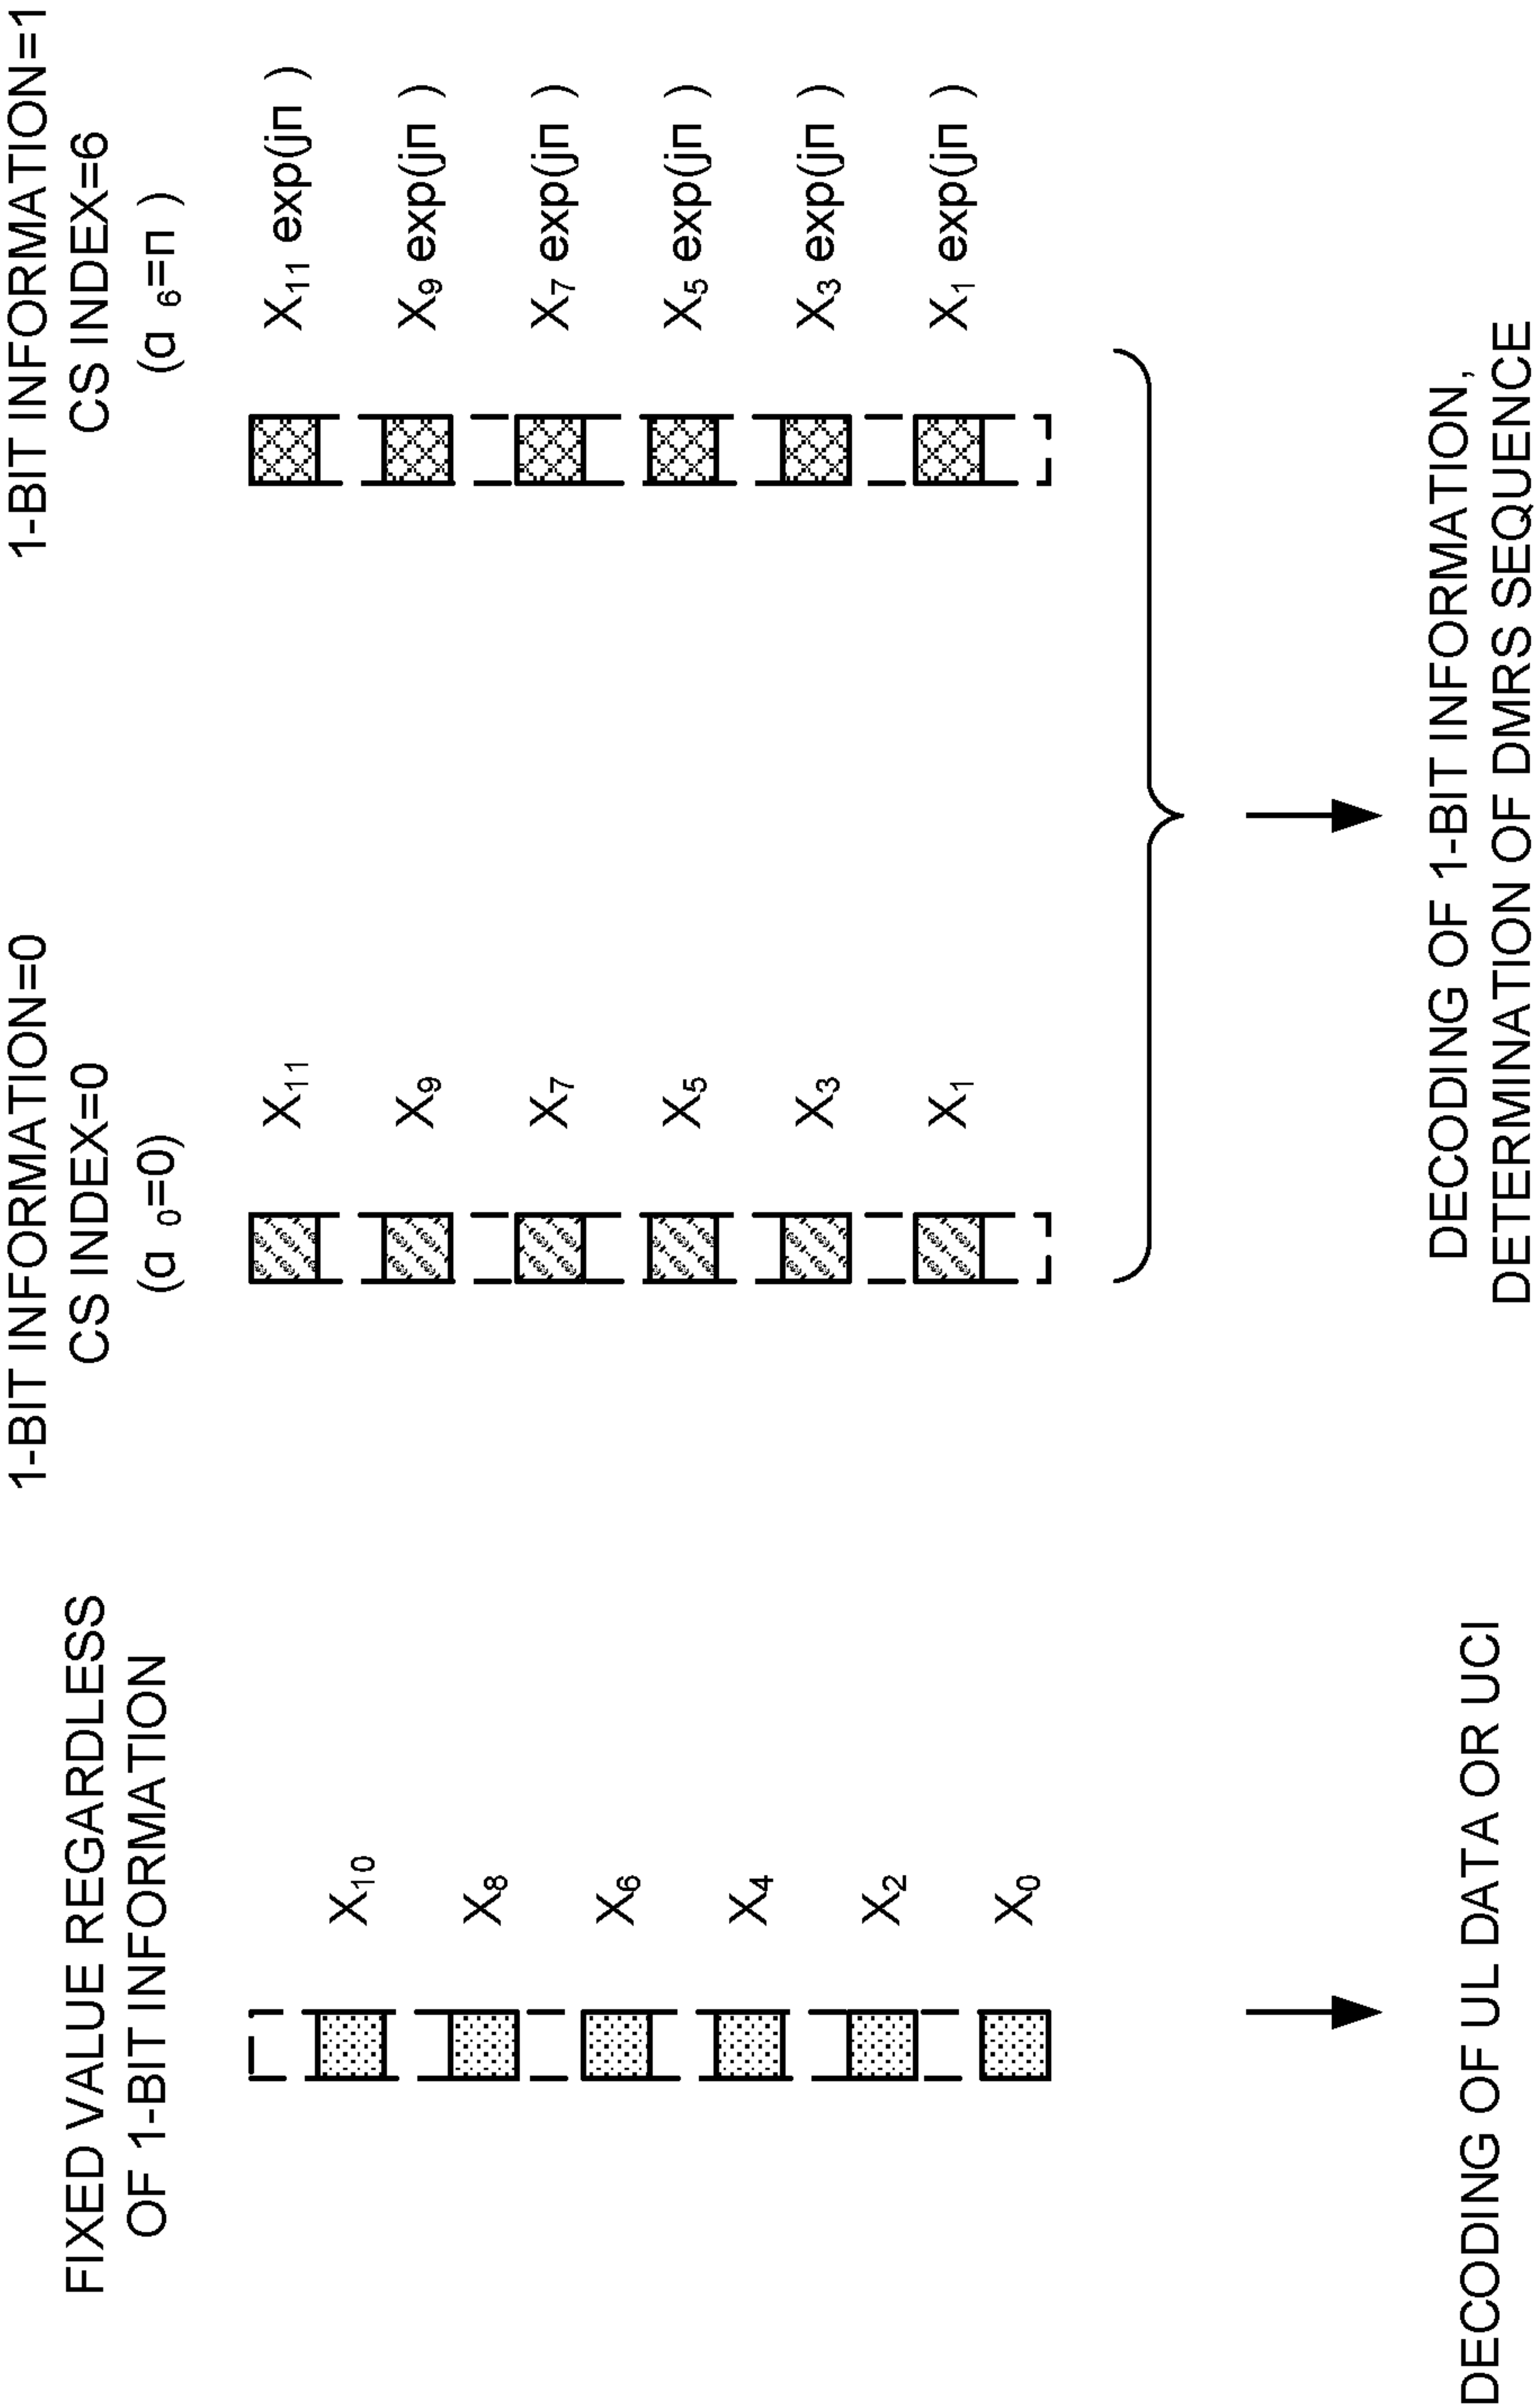 FIXED VALUE REGARDLESS
OF 1-BIT INFORMATION
X10
X8
X6
X4
X2
X0
DECODING OF UL DATA OR UCI
1-BIT INFORMATION=0
CS INDEX=0
(α 0=0)
X11
X9
X7
X5
X3
X1
1-BIT INFORMATION=1
CS INDEX=6
(α 6=π )
X11 exp(jπ )
X9 exp(jπ )
X7 exp(jπ )
X5 exp(jπ )
X3 exp(jπ )
X1 exp(jπ )
DECODING OF 1-BIT INFORMATION,
DETERMINATION OF DMRS SEQUENCE